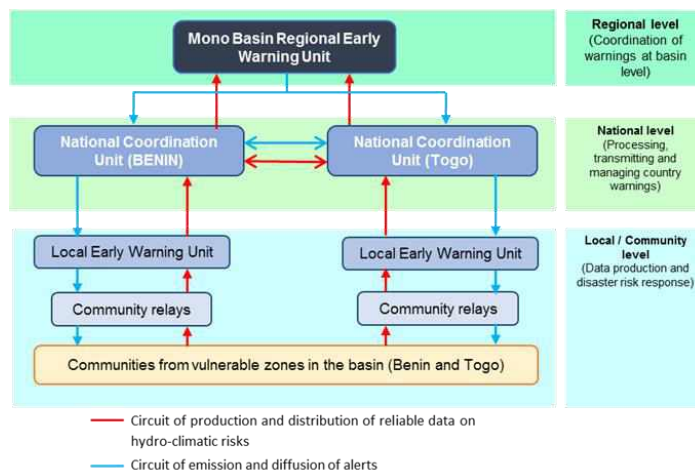 Mono Basin Regional Early
Warning Unit
Regional level
(Coordination of
warnings at basin
level)
National Coordination
Unit (BENIN)
National Coordination
Unit (Togo)
National level
(Processing,
transmitting and
managing country
warnings)
Local Early Warning Unit
Local Early Warning Unit
Local / Community
level
(Data production and
disaster risk response)
Community relays
Community relays
Communities from vulnerable zones in the basin (Benin and Togo)
Circuit of production and distribution of reliable data on
hydro-climatic risks
Circuit of emission and diffusion of alerts